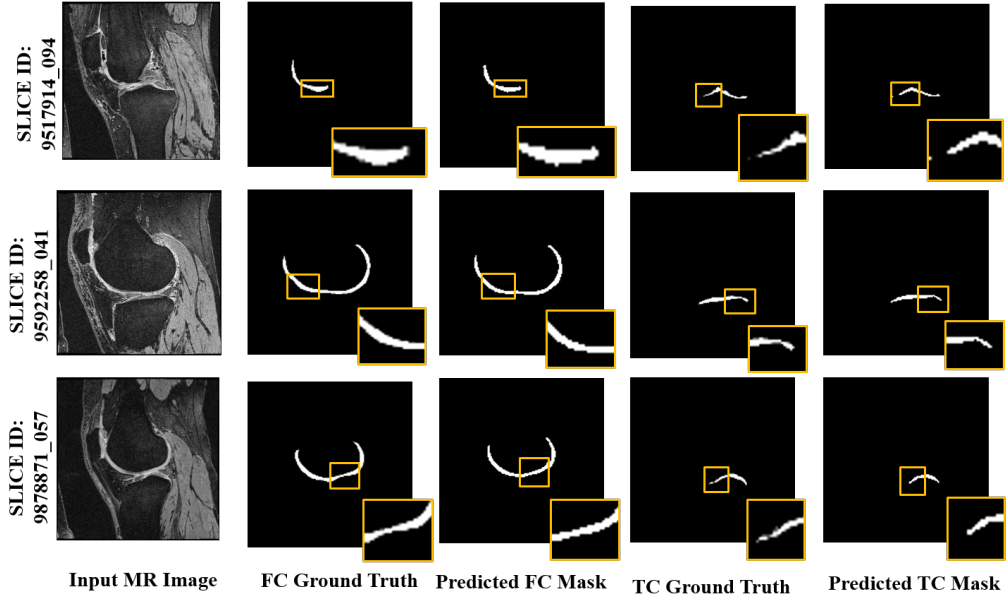 SLICE ID:
9517914_094
SLICE ID:
9592258_041
SLICE ID:
9878871_057
Input MR Image
FC Ground Truth
Predicted FC Mask
TC Ground Truth
Predicted TC Mask